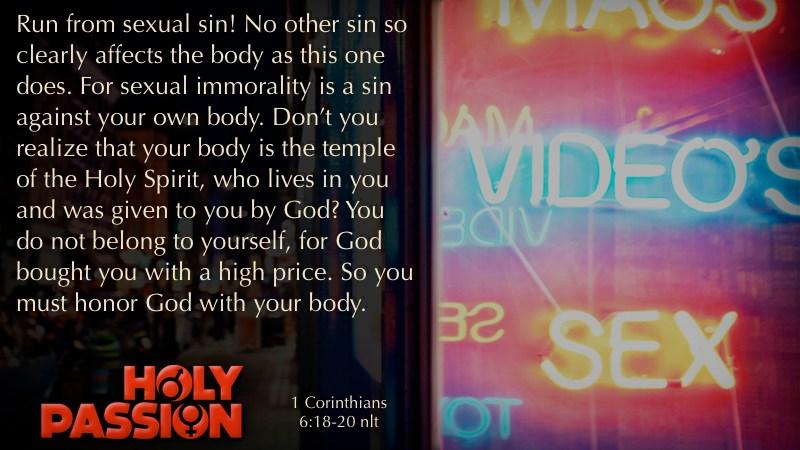 Run from sexual sin! No other sin so
clearly affects the body as this one
does. For sexual immorality is a sin
against your own body. Don’t you
realize that your body is the temple
of the Holy Spirit, who lives in you
and was given to you by God? You
do not belong to yourself, for God
bought you with a high price. So you
must honor God with your body.
HOLY
PASSION
1 Corinthians
6:18-20 nlt
VIDEO'S
SEX